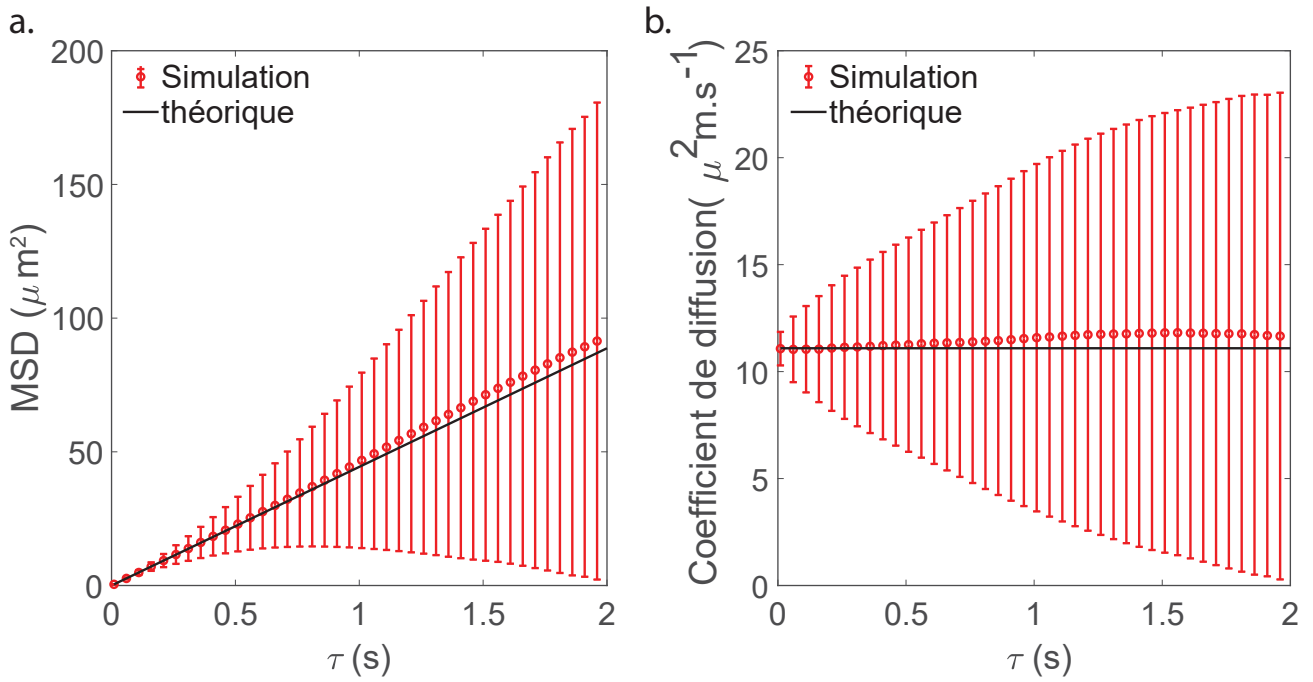 a.
MSD (μ m²)
200
150
100
50
0
Simulation
théorique
0
0.5
1
1.5
2
τ (s)
b.
Coefficient de diffusion( μ²m.s⁻¹)
25
20
15
10
5
0
Simulation
théorique
0
0.5
1
1.5
2
τ (s)